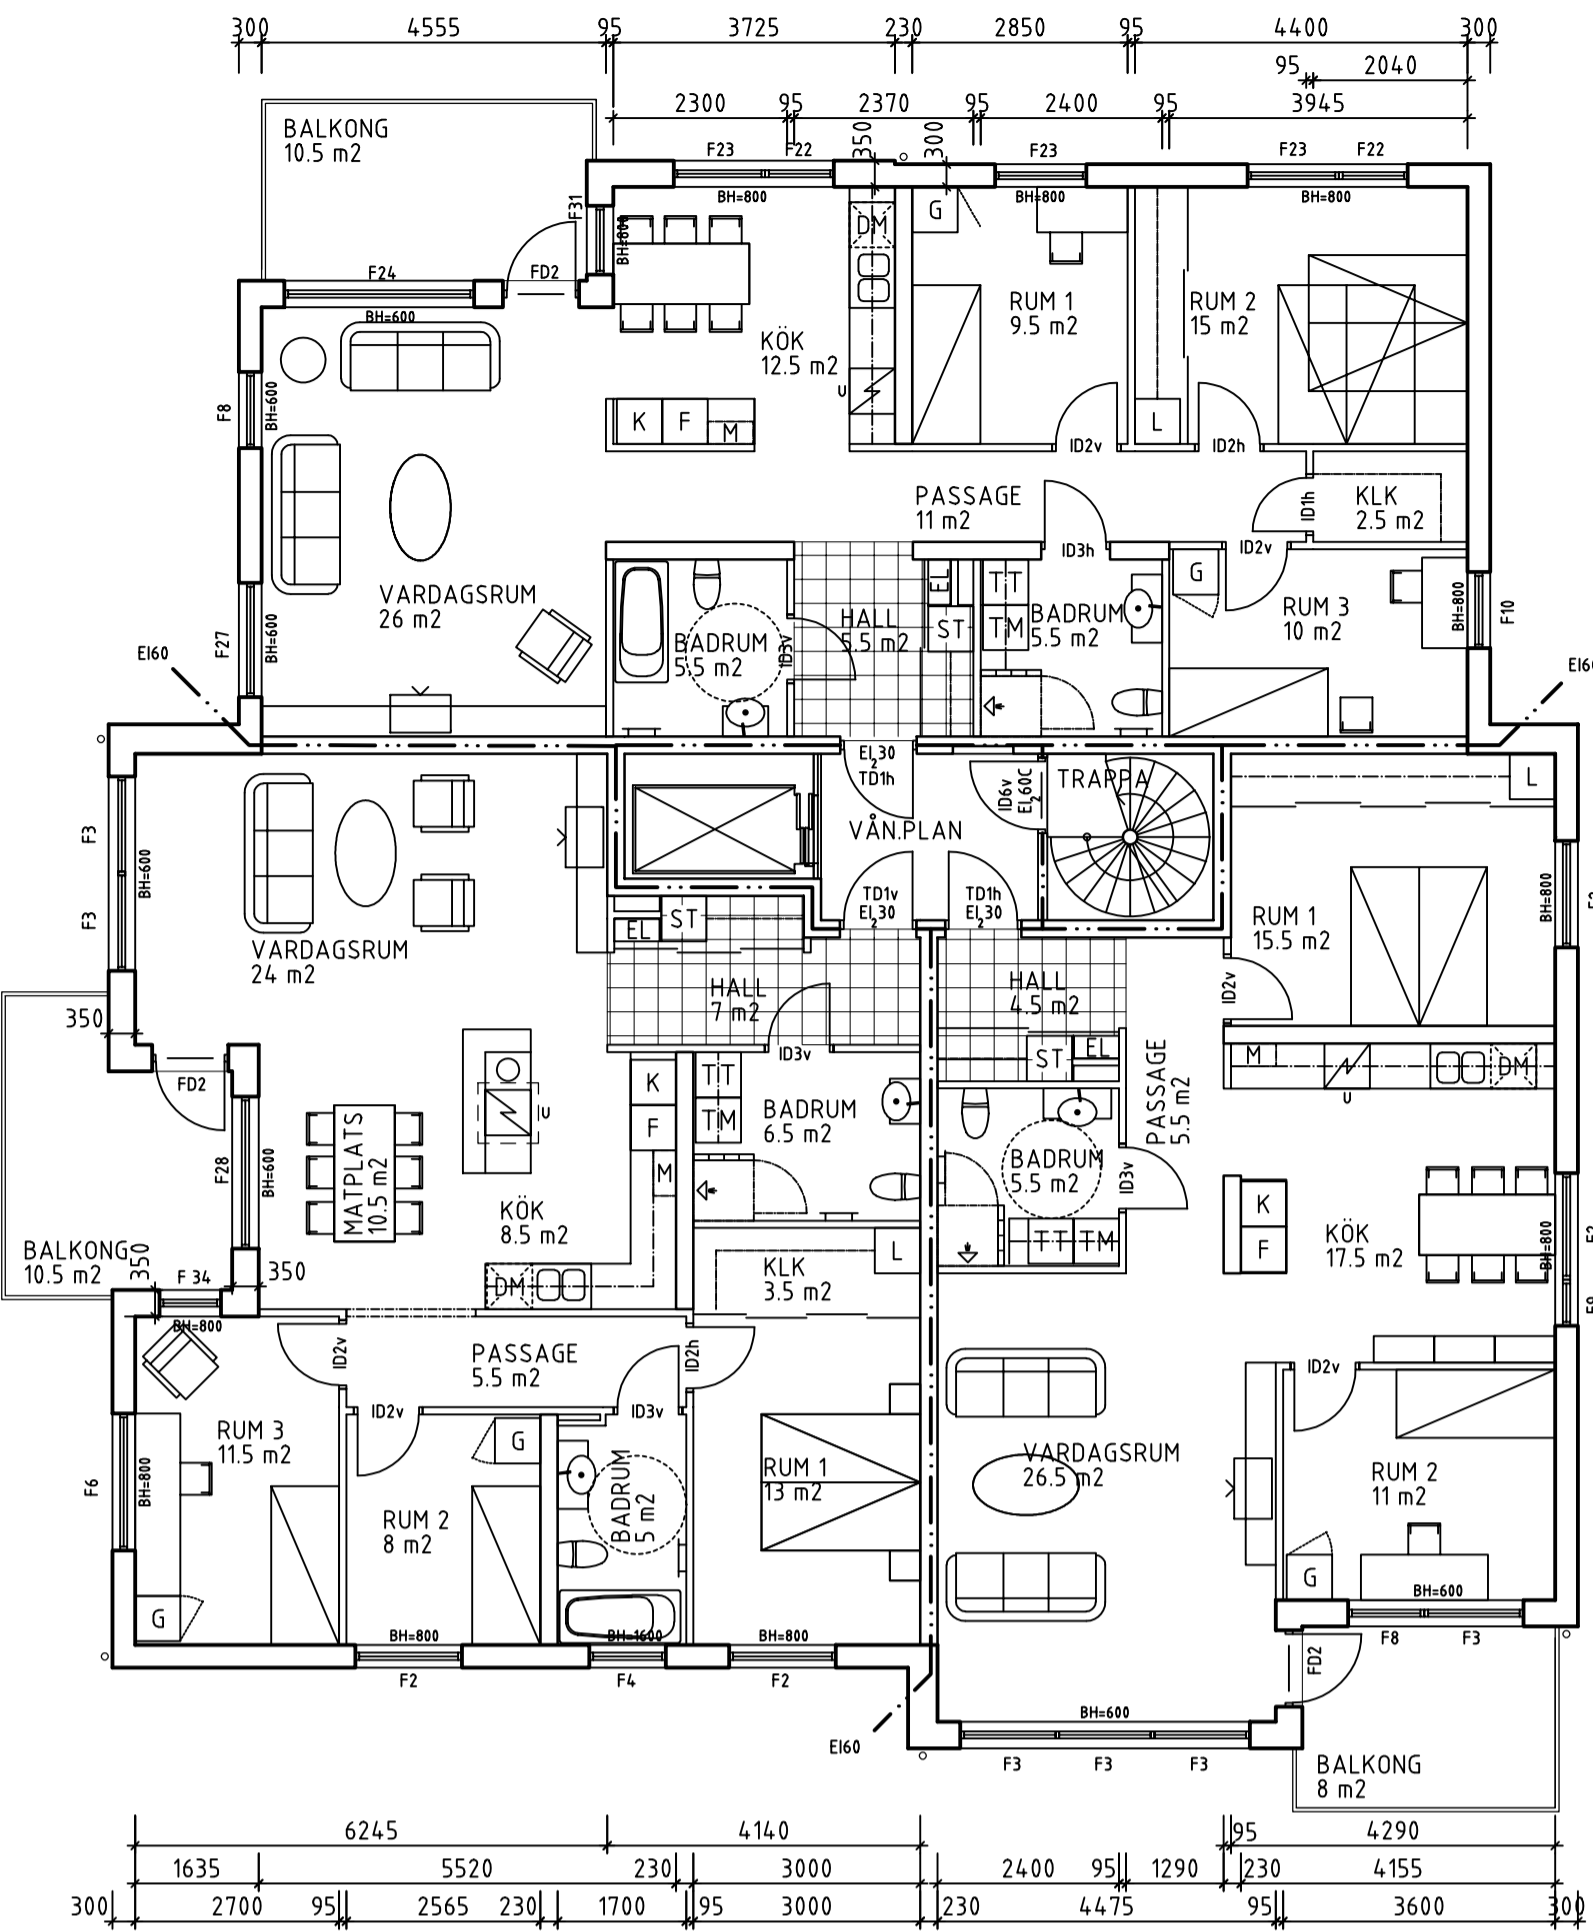 300 4555 95 3725 230 2850 95 4400 300
95 2040
2300 95 2370 95 2400 95 3945
350 300
BALKONG
10.5 m2
F23 F22 F23 F23 F22
BH=800 BH=800 BH=800
F31
BH=800
F24 FD2
BH=600
DM
G
RUM 1
9.5 m2
RUM 2
15 m2
KÖK
12.5 m2
U
F8
BH=600
K F M
L
ID2v ID2h
PASSAGE
11 m2
ID1h
KLK
2.5 m2
ID3h ID2v
VARDAGSRUM
26 m2
F27
BH=600
EI60
BADRUM
5.5 m2
ID3v
HALL
5.5 m2
EL
ST
TT
TM
BADRUM
5.5 m2
G
RUM 3
10 m2
BH=800
F10
EI60
EI₂30
TD1h
ID6v
EI₂60C
TRAPPA
VÅN.PLAN
L
F3
F3
BH=600
TD1v
EI₂30
TD1h
EI₂30
VARDAGSRUM
24 m2
EL ST
HALL
7 m2
HALL
4.5 m2
RUM 1
15.5 m2
BH=800
ID2v
350
FD2
ID3v
ST EL
PASSAGE
5.5 m2
M DM
U
K
F
M
U
TT
TM
BADRUM
6.5 m2
BADRUM
5.5 m2
ID3v
TT TM
F28
BH=600
MATPLATS
10.5 m2
KÖK
8.5 m2
K
F
KÖK
17.5 m2
BH=800
BALKONG
10.5 m2
350
F 34
350
BH=800
DM
KLK
3.5 m2
L
ID2v
PASSAGE
5.5 m2
ID2h
ID2v
ID2v ID3v
RUM 3
11.5 m2
F6
BH=800
G
G
RUM 2
8 m2
BADRUM
5 m2
RUM 1
13 m2
VARDAGSRUM
26.5 m2
RUM 2
11 m2
G
BH=600
F8 F3
FD2
BH=800 BH=1600 BH=800
F2 F4 F2
EI60
BH=600
F3 F3 F3
BALKONG
8 m2
6245 4140 95 4290
1635 5520 230 3000 2400 95 1290 230 4155
300 2700 95 2565 230 1700 95 3000 230 4475 95 3600 300